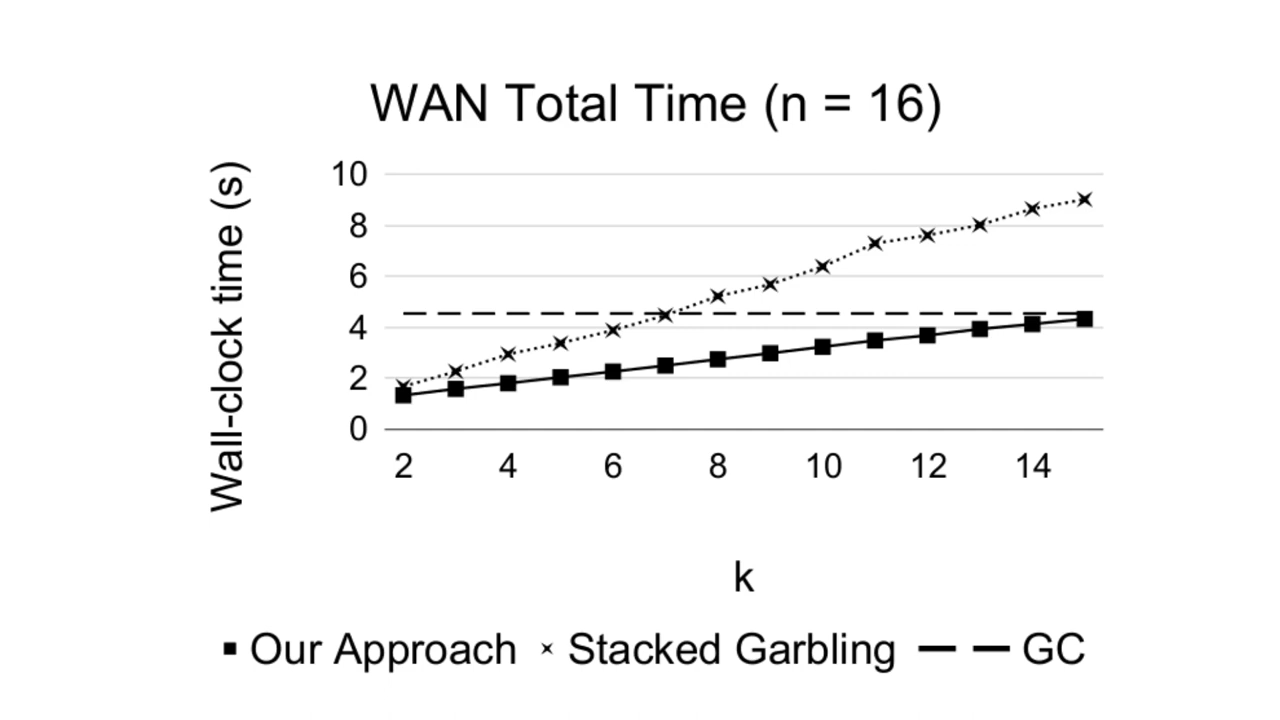 WAN Total Time (n = 16)
Wall-clock time (s)
10
8
6
4
2
0
2 4 6 8 10 12 14
k
Our Approach Stacked Garbling GC